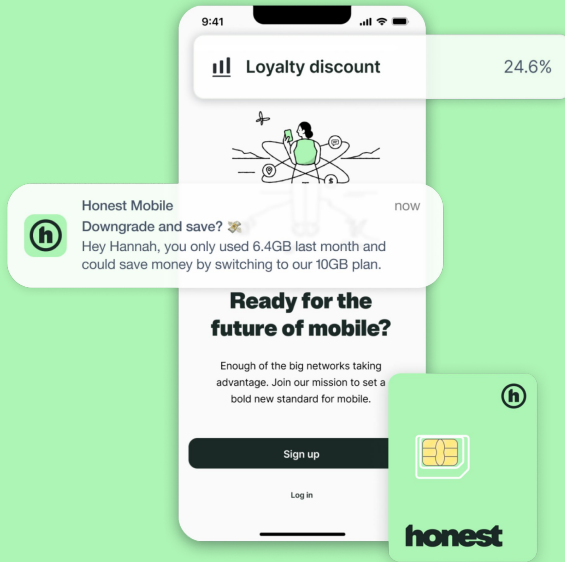 9:41
Loyalty discount 24.6%
$
Honest Mobile now
Downgrade and save? 💸
Hey Hannah, you only used 6.4GB last month and
could save money by switching to our 10GB plan.
h
Ready for the
future of mobile?
Enough of the big networks taking
advantage. Join our mission to set a
bold new standard for mobile.
h
Sign up
Log in
honest